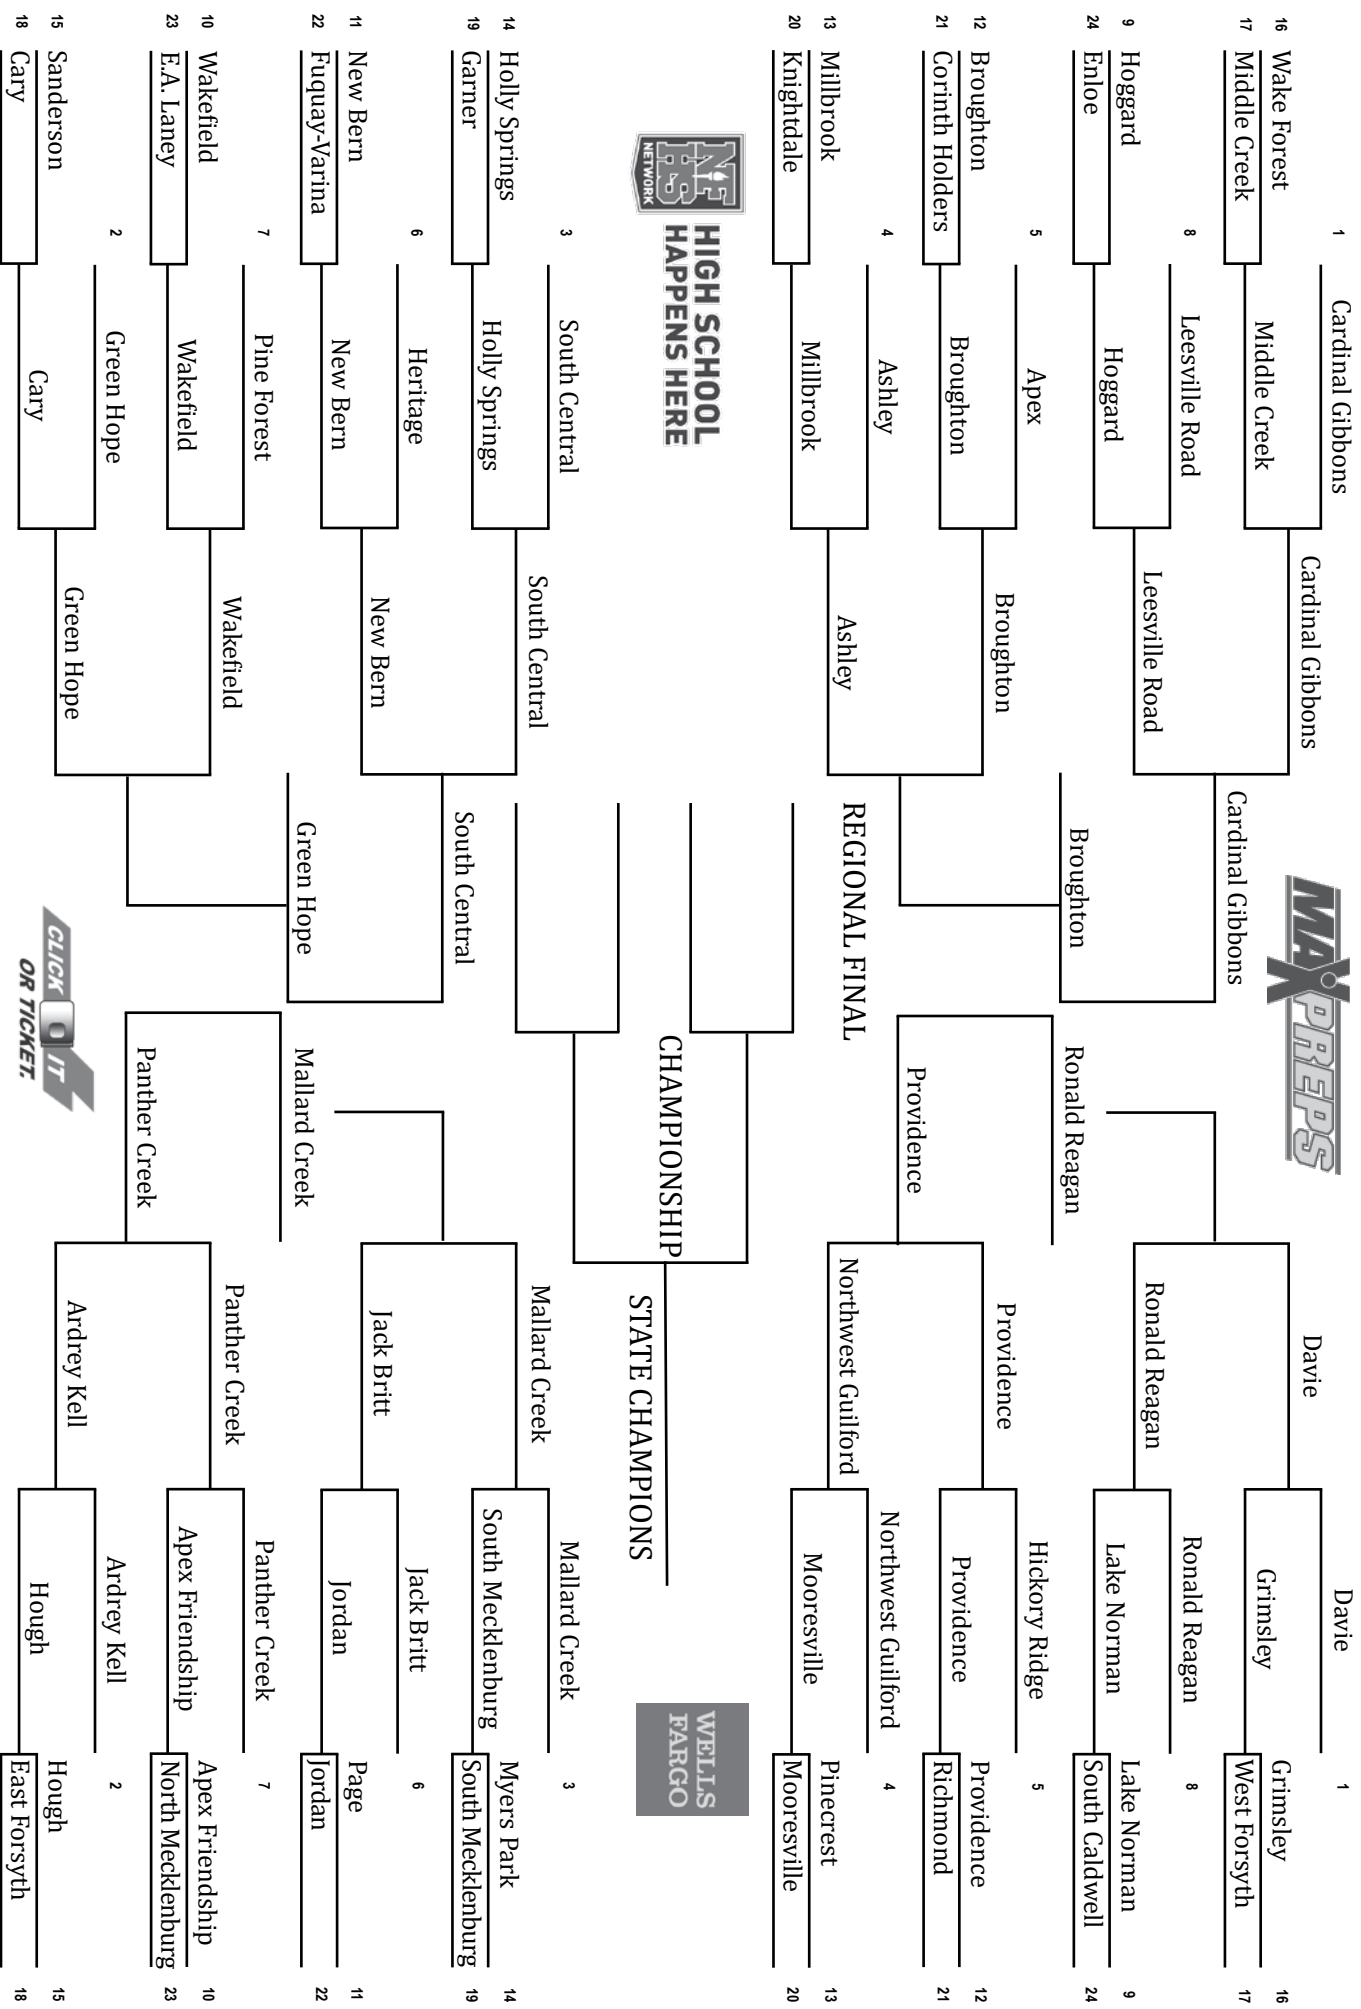 16 Wake Forest
17 Middle Creek
9 Hoggard
24 Enloe
12 Broughton
21 Corinth Holders
13 Millbrook
20 Knightdale
NFHS
NETWORK
HIGH SCHOOL
HAPPENS HERE
14 Holly Springs
19 Garner
11 New Bern
22 Fuquay-Varina
10 Wakefield
23 E.A. Laney
15 Sanderson
18 Cary
1 Cardinal Gibbons
Middle Creek
8 Leesville Road
Hoggard
5 Apex
Broughton
4 Ashley
Millbrook
3 South Central
Holly Springs
6 Heritage
New Bern
7 Pine Forest
Wakefield
2 Green Hope
Cary
Cardinal Gibbons
Leesville Road
Broughton
Ashley
South Central
New Bern
Wakefield
Green Hope
MAXPREPS
Cardinal Gibbons
Broughton
REGIONAL FINAL
South Central
Green Hope
CLICK IT
OR TICKET.
CHAMPIONSHIP
STATE CHAMPIONS
Ronald Reagan
Providence
Mallard Creek
Panther Creek
Davie
Ronald Reagan
Providence
Northwest Guilford
Mallard Creek
Jack Britt
Panther Creek
Ardrey Kell
Davie 1
Grimsley
Ronald Reagan 8
Lake Norman
Hickory Ridge 5
Providence
Northwest Guilford 4
Mooresville
Mallard Creek 3
South Mecklenburg
Jack Britt 6
Jordan
Panther Creek 7
Apex Friendship
Ardrey Kell 2
Hough
Grimsley 16
West Forsyth 17
Lake Norman 9
South Caldwell 24
Providence 12
Richmond 21
Pinecrest 13
Mooresville 20
WELLS
FARGO
Myers Park 14
South Mecklenburg 19
Page 11
Jordan 22
Apex Friendship 10
North Mecklenburg 23
Hough 15
East Forsyth 18